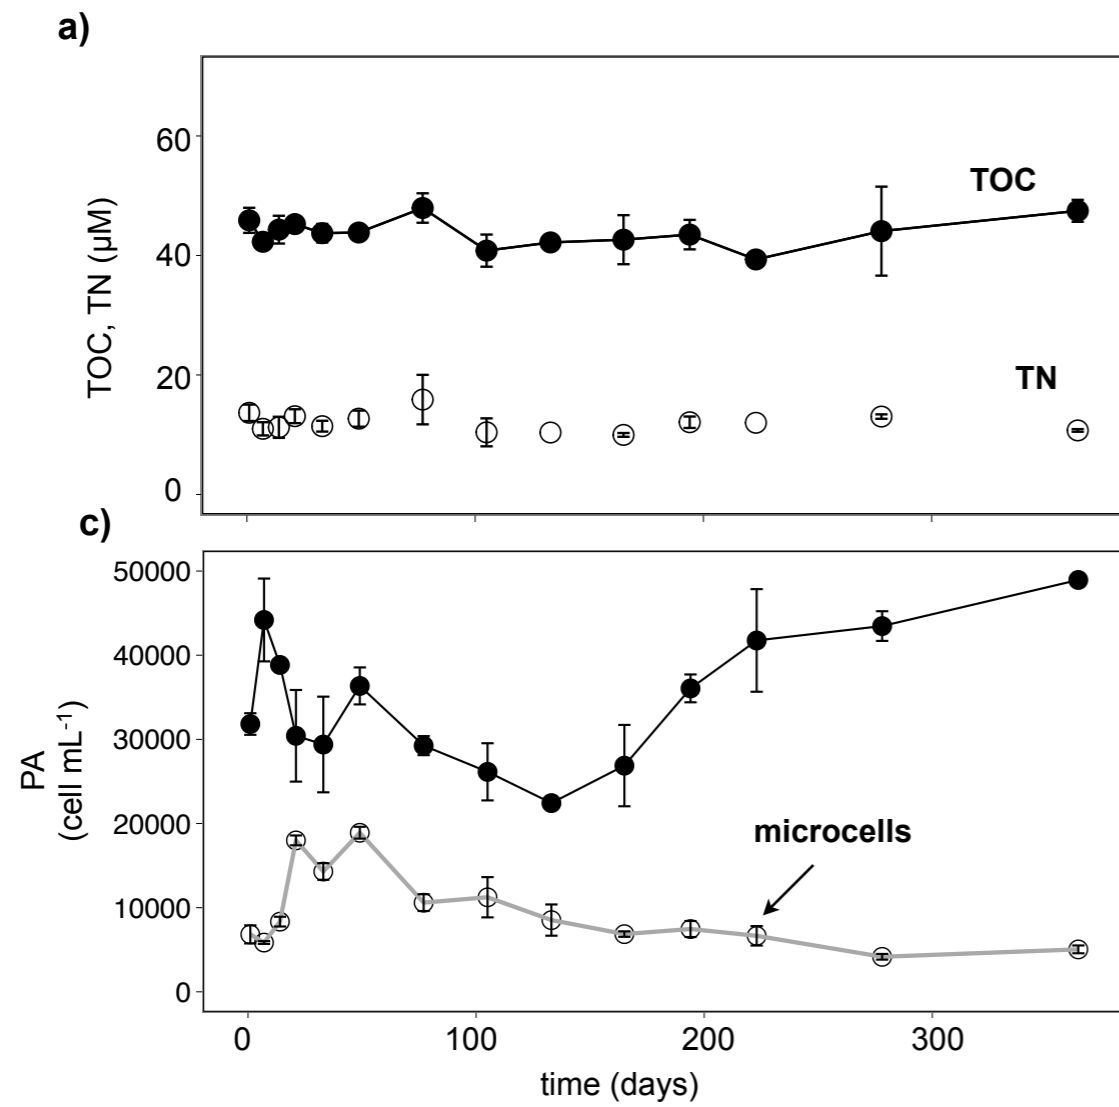 a)
TOC, TN (µM)
60
40
20
0
TOC
TN
c)
PA
(cell mL-1)
50000
40000
30000
20000
10000
0
microcells
0 100 200 300
time (days)